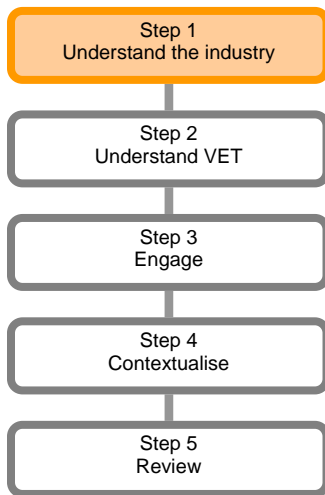 Step 1
Understand the industry
Step 2
Understand VET
Step 3
Engage
Step 4
Contextualise
Step 5
Review